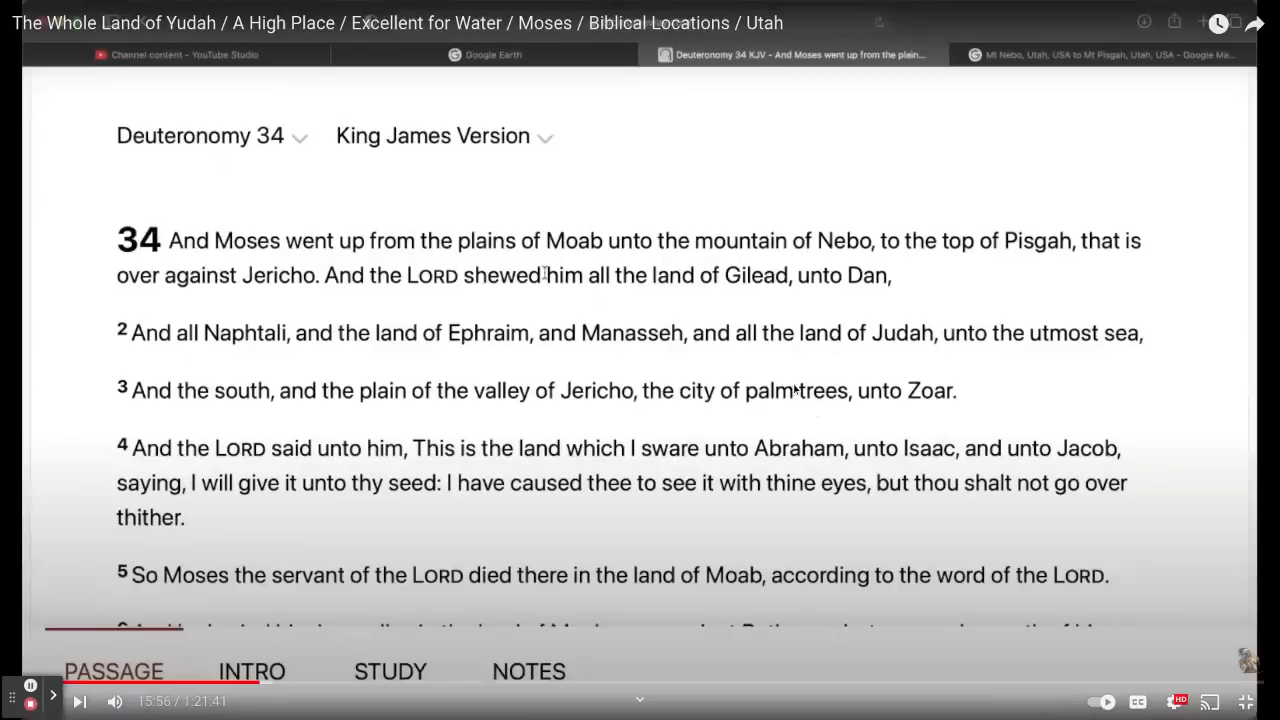 The Whole Land of Yudah / A High Place / Excellent for Water / Moses / Biblical Locations / Utah
Channel content - YouTube Studio
Google Earth
Deuteronomy 34 KJV - And Moses went up from the plain...
Mt Nebo, Utah, USA to Mt Pisgah, Utah, USA - Google Ma...
Deuteronomy 34 King James Version
34 And Moses went up from the plains of Moab unto the mountain of Nebo, to the top of Pisgah, that is
over against Jericho. And the LORD shewed him all the land of Gilead, unto Dan,
2 And all Naphtali, and the land of Ephraim, and Manasseh, and all the land of Judah, unto the utmost sea,
3 And the south, and the plain of the valley of Jericho, the city of palm trees, unto Zoar.
4 And the LORD said unto him, This is the land which I sware unto Abraham, unto Isaac, and unto Jacob,
saying, I will give it unto thy seed: I have caused thee to see it with thine eyes, but thou shalt not go over
thither.
5 So Moses the servant of the LORD died there in the land of Moab, according to the word of the LORD.
PASSAGE INTRO STUDY NOTES
15:56 / 1:21:41
CC
HD